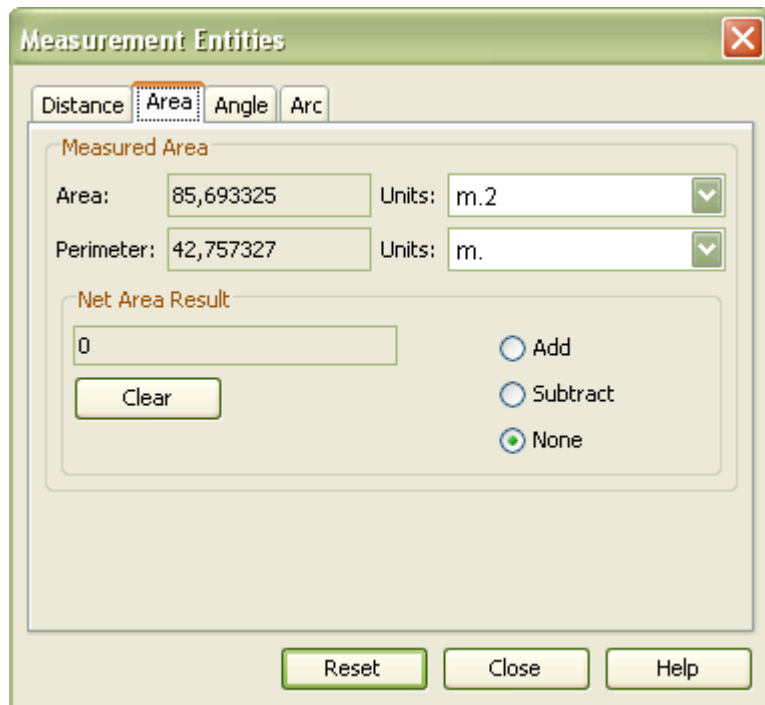 Measurement Entities
Distance Area Angle Arc
Measured Area
Area: 85,693325 Units: m.2
Perimeter: 42,757327 Units: m.
Net Area Result
0
Add
Clear
Subtract
None
Reset Close Help